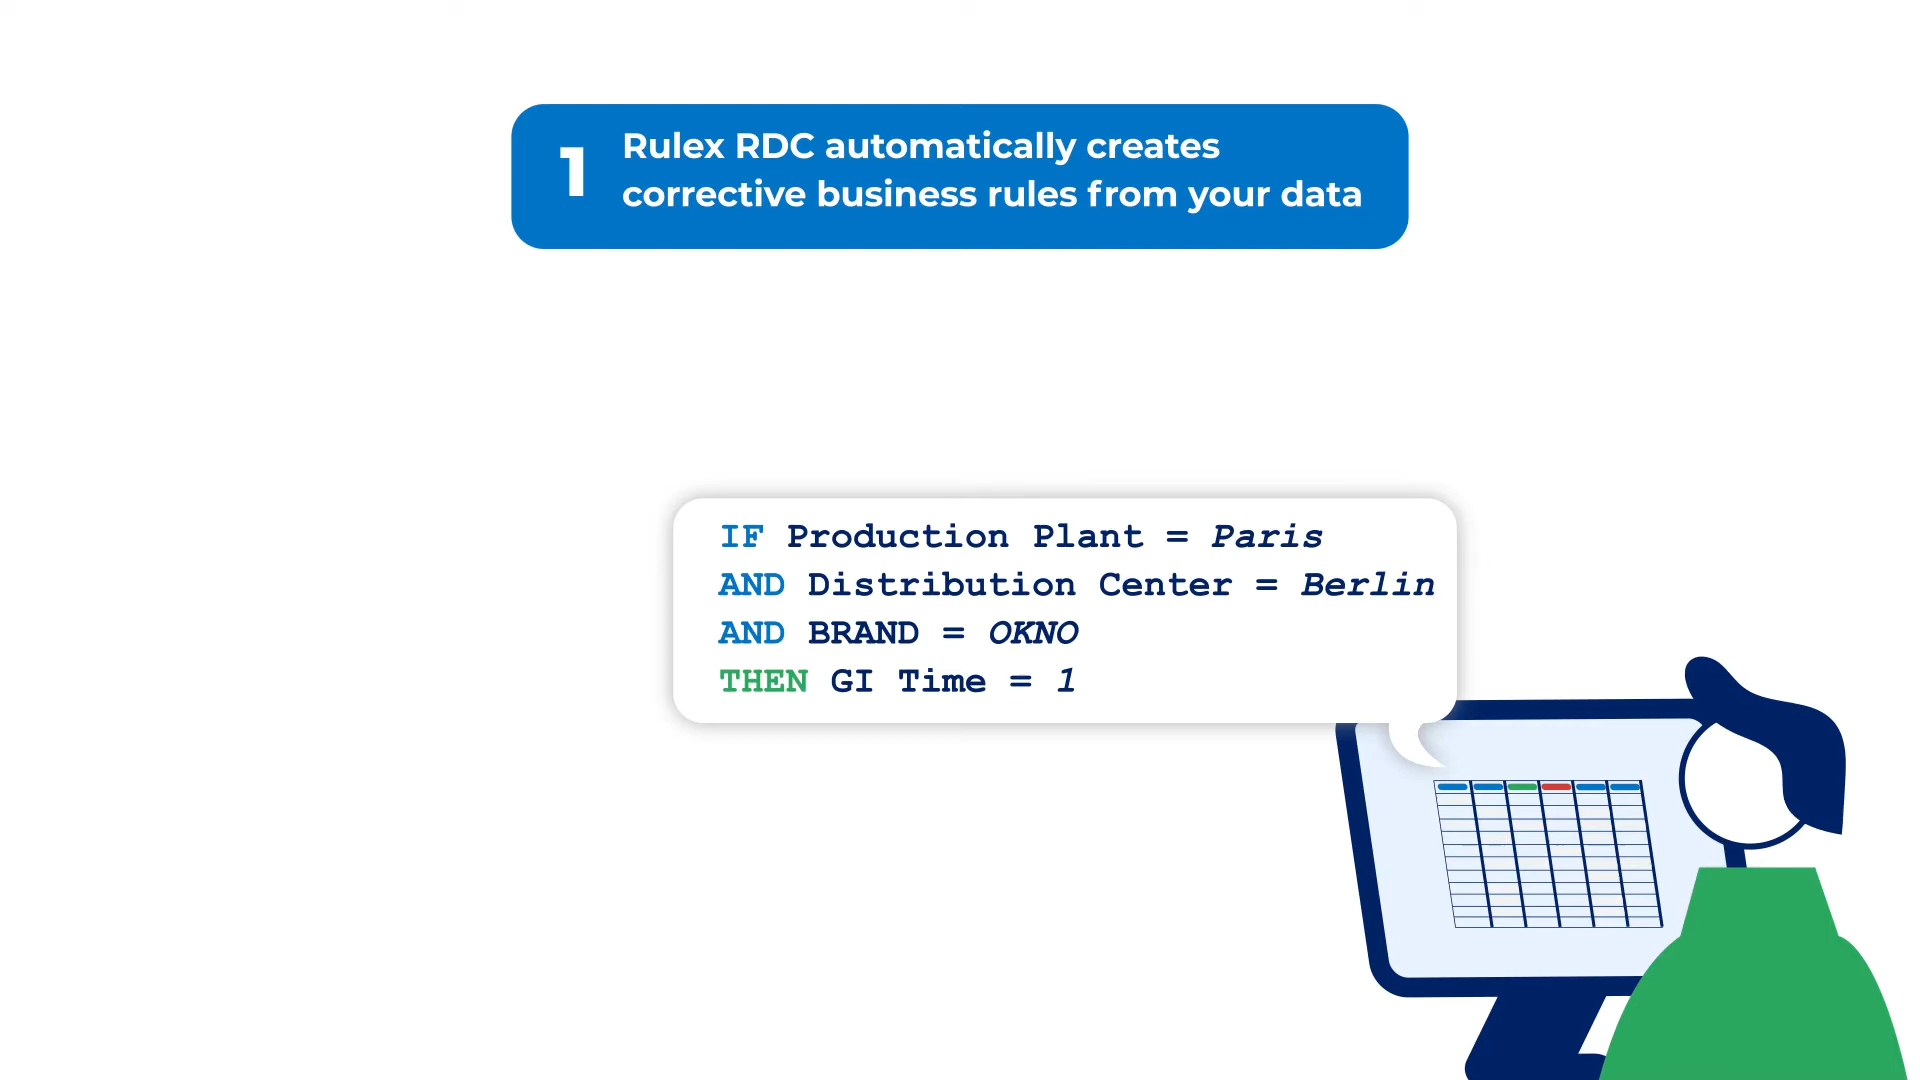 1
Rulex RDC automatically creates
corrective business rules from your data
IF Production Plant = Paris
AND Distribution Center = Berlin
AND BRAND = OKNO
THEN GI Time = 1